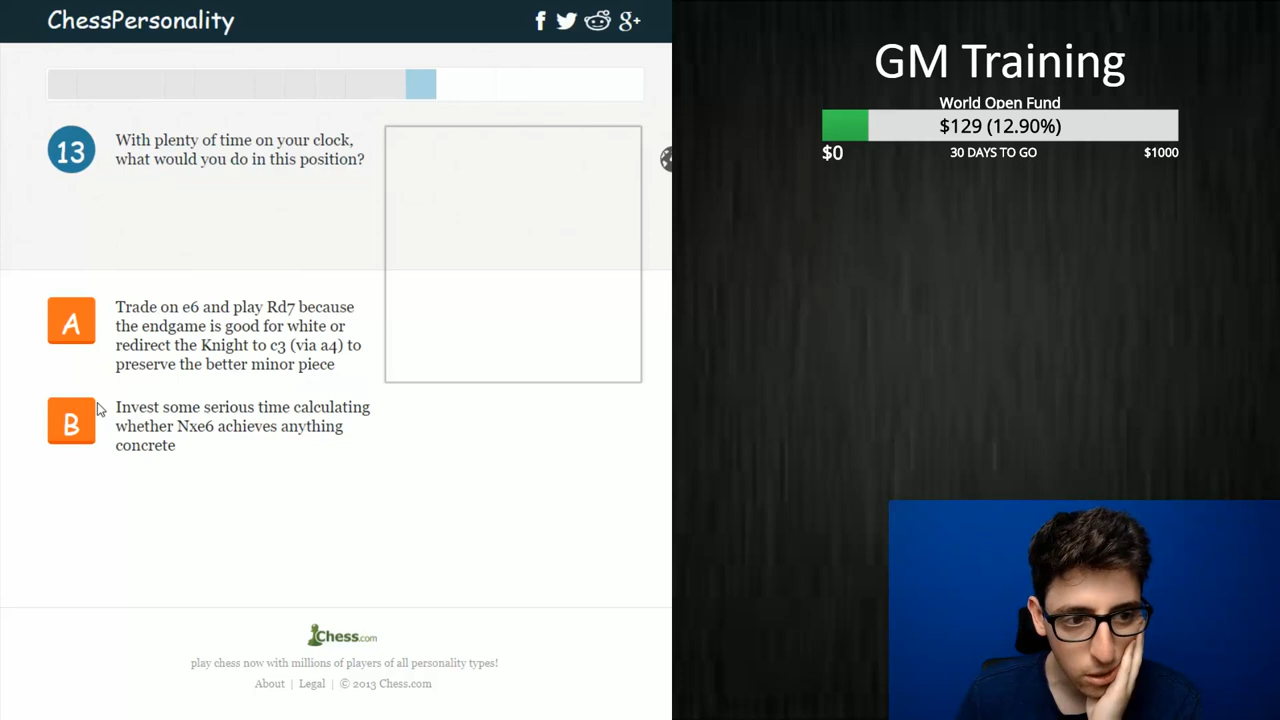 ChessPersonality
13
With plenty of time on your clock,
what would you do in this position?
A
Trade on e6 and play Rd7 because
the endgame is good for white or
redirect the Knight to c3 (via a4) to
preserve the better minor piece
B
Invest some serious time calculating
whether Nxe6 achieves anything
concrete
Chess.com
play chess now with millions of players of all personality types!
About | Legal | © 2013 Chess.com
GM Training
World Open Fund
$129 (12.90%)
$0 30 DAYS TO GO $1000